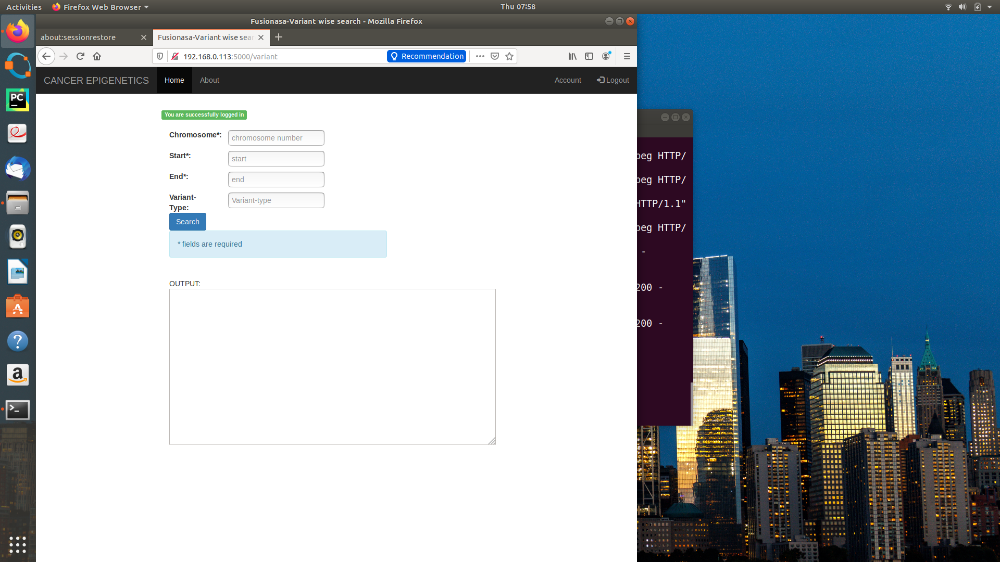 Activities
Firefox Web Browser
Thu 07:58
Fusionasa-Variant wise search - Mozilla Firefox
about:sessionrestore
Fusionasa-Variant wise sear
192.168.0.113:5000/variant
Recommendation
CANCER EPIGENETICS
Home
About
Account
Logout
You are successfully logged in
Chromosome*:
chromosome number
Start*:
start
End*:
end
Variant-
Type:
Variant-type
Search
* fields are required
OUTPUT:
peg HTTP/
peg HTTP/
HTTP/1.1"
peg HTTP/
-
200 -
200 -
PC
A
?
a
>_